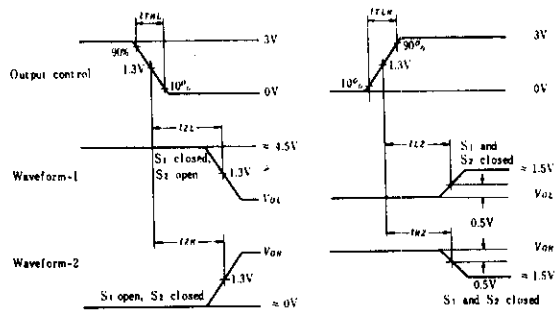 tTHL
3V
90%
Output control
1.3V
10%
0V
tTLH
3V
90%
1.3V
10%
0V
tZL
≈ 4.5V
S1 closed,
S2 open
Waveform-1
1.3V
VOL
tLZ
S1 and
S2 closed
≈ 1.5V
VOL
0.5V
tZH
VOH
Waveform-2
1.3V
S1 open, S2 closed
≈ 0V
tHZ
VOH
0.5V
≈ 1.5V
S1 and S2 closed